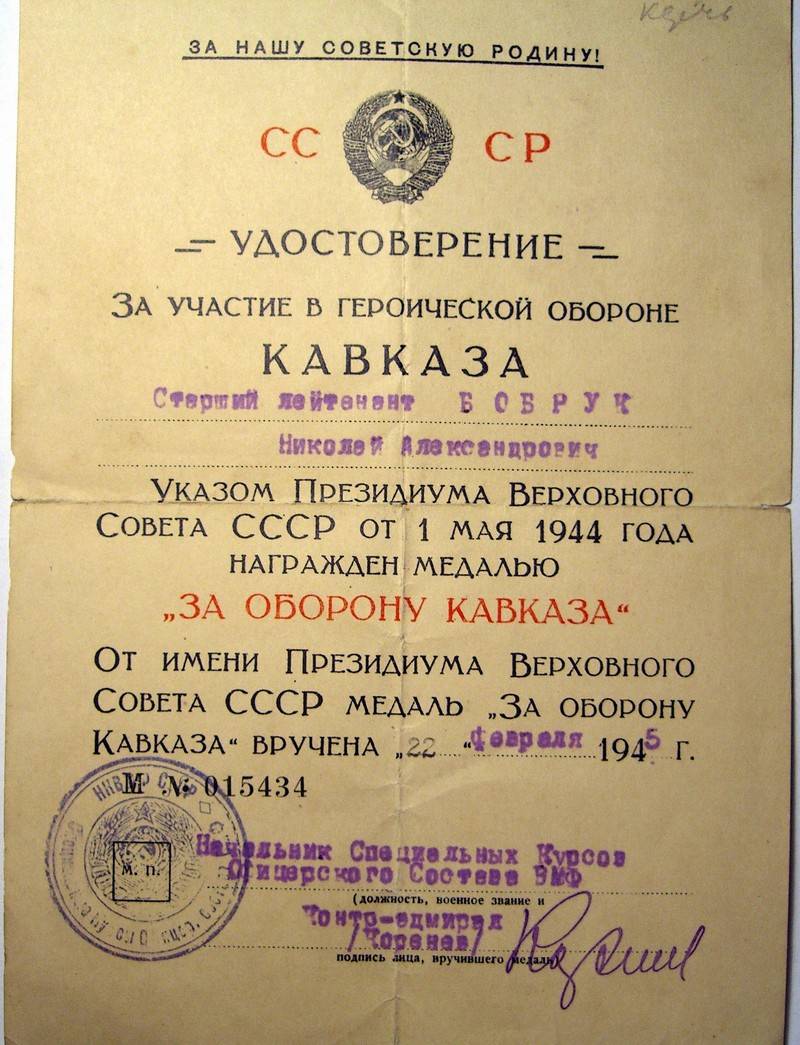 ЗА НАШУ СОВЕТСКУЮ РОДИНУ!
СС СР
УДОСТОВЕРЕНИЕ
ЗА УЧАСТИЕ В ГЕРОИЧЕСКОЙ ОБОРОНЕ
КАВКАЗА
Старший лейтенант БОБРУК
Николай Александрович
УКАЗОМ ПРЕЗИДИУМА ВЕРХОВНОГО
СОВЕТА СССР ОТ 1 МАЯ 1944 ГОДА
НАГРАЖДЕН МЕДАЛЬЮ
„ЗА ОБОРОНУ КАВКАЗА“
ОТ ИМЕНИ ПРЕЗИДИУМА ВЕРХОВНОГО
СОВЕТА СССР МЕДАЛЬ „ЗА ОБОРОНУ
КАВКАЗА“ ВРУЧЕНА „22“ февраля 1945 г.
М № 015434
Начальник Специальных Курсов
М. П.
Офицерского Состава ВМФ
(должность, военное звание и
Контр-адмирал
/Коренев/
подпись лица, вручившего медаль)